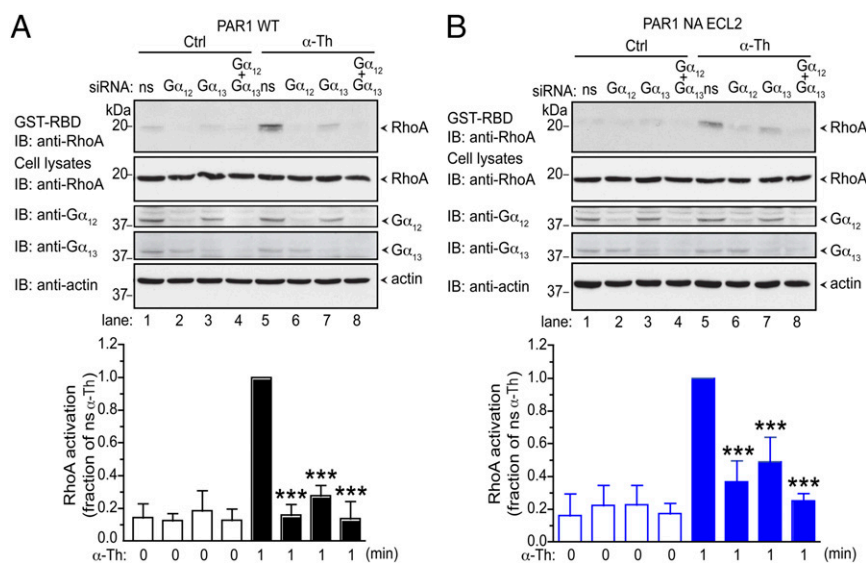 A
PAR1 WT
Ctrl
α-Th
Gα12
+
Gα12
+
siRNA: ns Gα12 Gα13 Gα13 ns Gα12 Gα13 Gα13
kDa
GST-RBD
IB: anti-RhoA
20
RhoA
Cell lysates
IB: anti-RhoA
20
RhoA
IB: anti-Gα12
37
Gα12
IB: anti-Gα13
37
Gα13
IB: anti-actin
37
actin
lane: 1 2 3 4 5 6 7 8
RhoA activation
(fraction of ns α-Th)
1.2
1.0
0.8
0.6
0.4
0.2
0.0
*** *** ***
α-Th: 0 0 0 0 1 1 1 1 (min)
B
PAR1 NA ECL2
Ctrl
α-Th
Gα12
+
Gα12
+
siRNA: ns Gα12 Gα13 Gα13 ns Gα12 Gα13 Gα13
kDa
GST-RBD
IB: anti-RhoA
20
RhoA
Cell lysates
IB: anti-RhoA
20
RhoA
IB: anti-Gα12
37
Gα12
IB: anti-Gα13
37
Gα13
IB: anti-actin
37
actin
lane: 1 2 3 4 5 6 7 8
RhoA activation
(fraction of ns α-Th)
1.2
1.0
0.8
0.6
0.4
0.2
0.0
*** *** ***
α-Th: 0 0 0 0 1 1 1 1 (min)